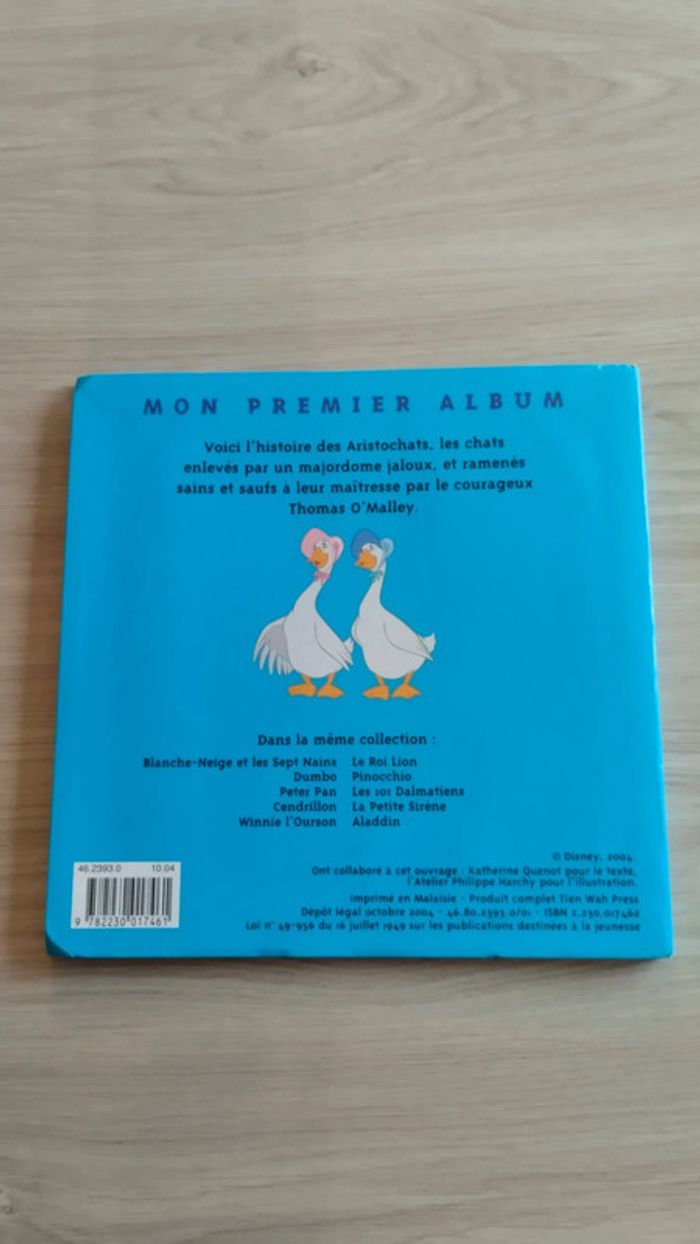 MON PREMIER ALBUM
Voici l'histoire des Aristochats, les chats
enlevés par un majordome jaloux, et ramenés
sains et saufs à leur maîtresse par le courageux
Thomas O'Malley.
Dans la même collection :
Blanche-Neige et les Sept Nains Le Roi Lion
Dumbo Pinocchio
Peter Pan Les 101 Dalmatiens
Cendrillon La Petite Sirène
Winnie l'Ourson Aladdin
© Disney, 2004.
Ont collaboré à cet ouvrage : Katherine Quenot pour le texte,
l'Atelier Philippe Harchy pour l'illustration.
Imprimé en Malaisie - Produit complet Tien Wah Press
Dépôt légal octobre 2004 - 46.80.2393.0/01 - ISBN 2.230.017462
Loi n° 49-956 du 16 juillet 1949 sur les publications destinées à la jeunesse
46.2393.0 10.04
9 782230 017461